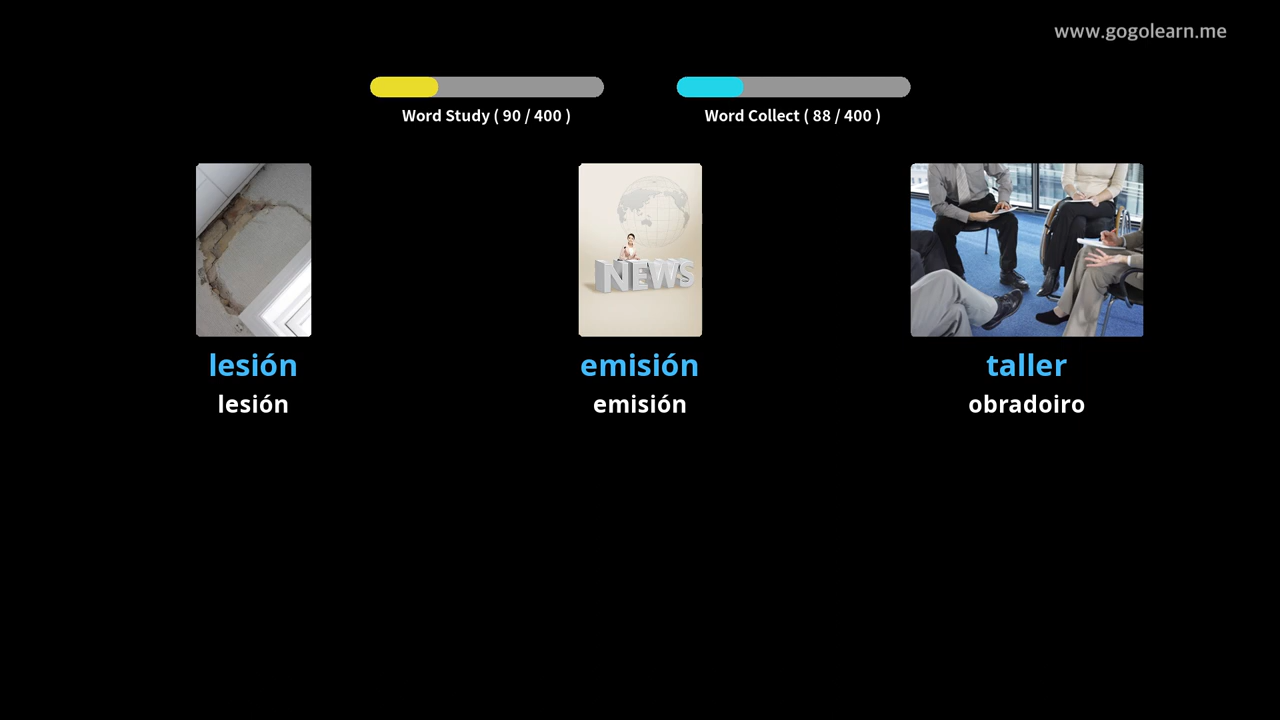 www.gogolearn.me
Word Study ( 90 / 400 )
Word Collect ( 88 / 400 )
NEWS
lesión
emisión
taller
lesión
emisión
obradoiro